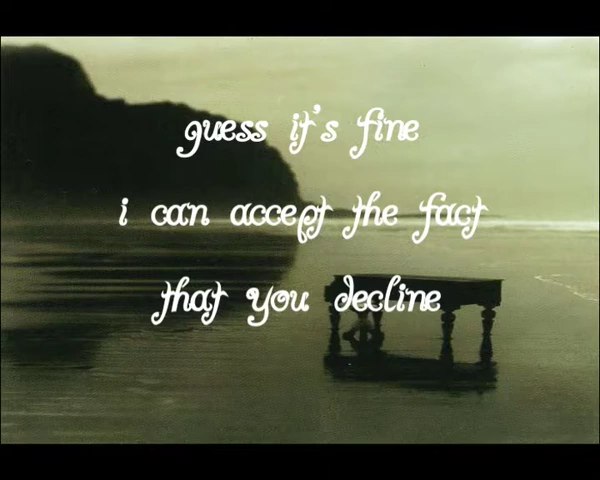 guess it's fine
i can accept the fact
that you decline